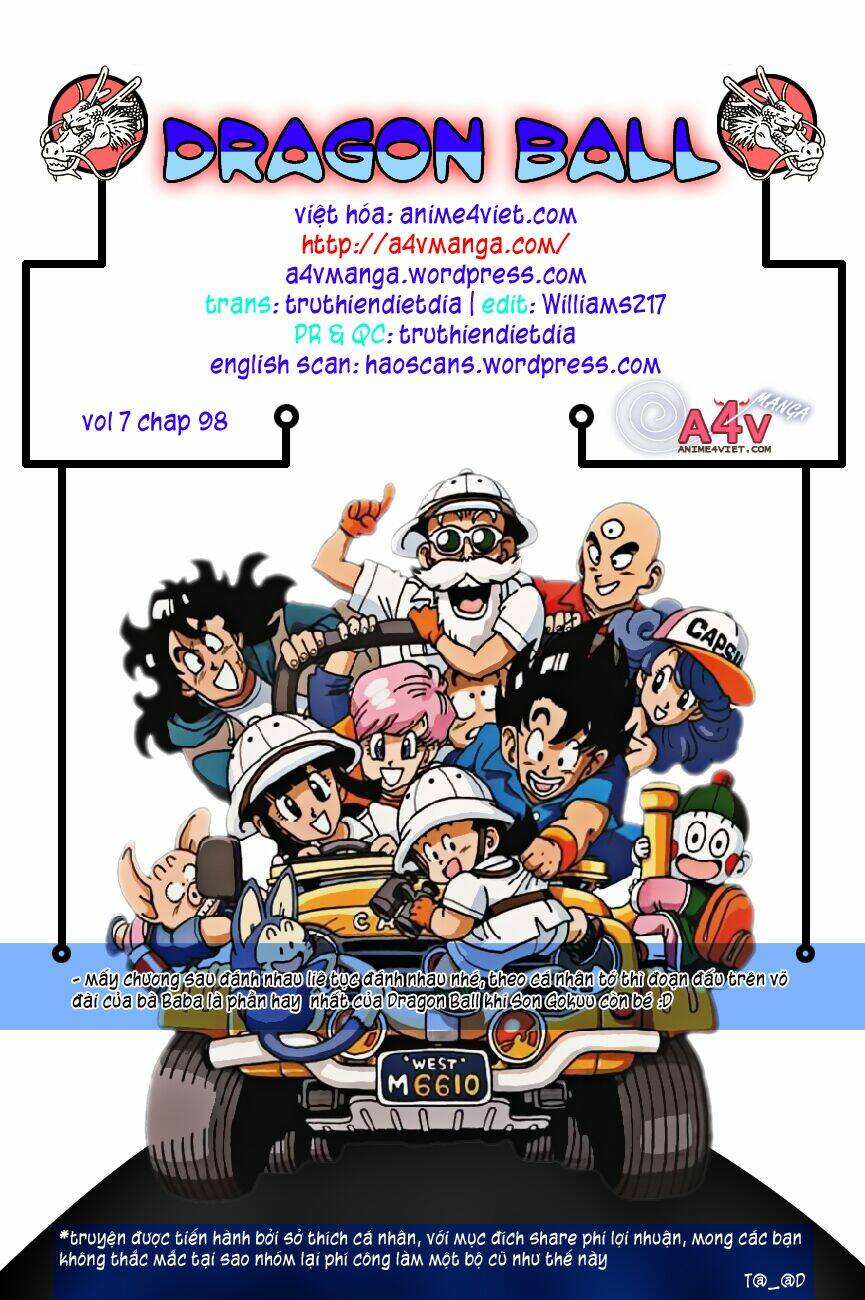 DRAGON BALL
việt hóa: anime4viet.com
http://a4vmanga.com/
a4vmanga.wordpress.com
trans: truthiendietdia | edit: Williams217
PR & QC: truthiendietdia
english scan: haoscans.wordpress.com
vol 7 chap 98
MANGA
A4V
ANIME4VIET.COM
CAPSU
CA
- Mấy chương sau đánh nhau liê tục đánh nhau nhé, theo cá nhân tớ thì đoạn đấu trên võ
đài của bà Baba là phân hay nhất của Dragon Ball khi Son Gokuu còn bé :D
"WEST"
M6610
*truyện được tiến hành bởi sở thích cá nhân, với mục đích share phi lợi nhuận, mong các bạn
không thắc mắc tại sao nhóm lại phí công làm một bộ cũ như thế này
T@_@D